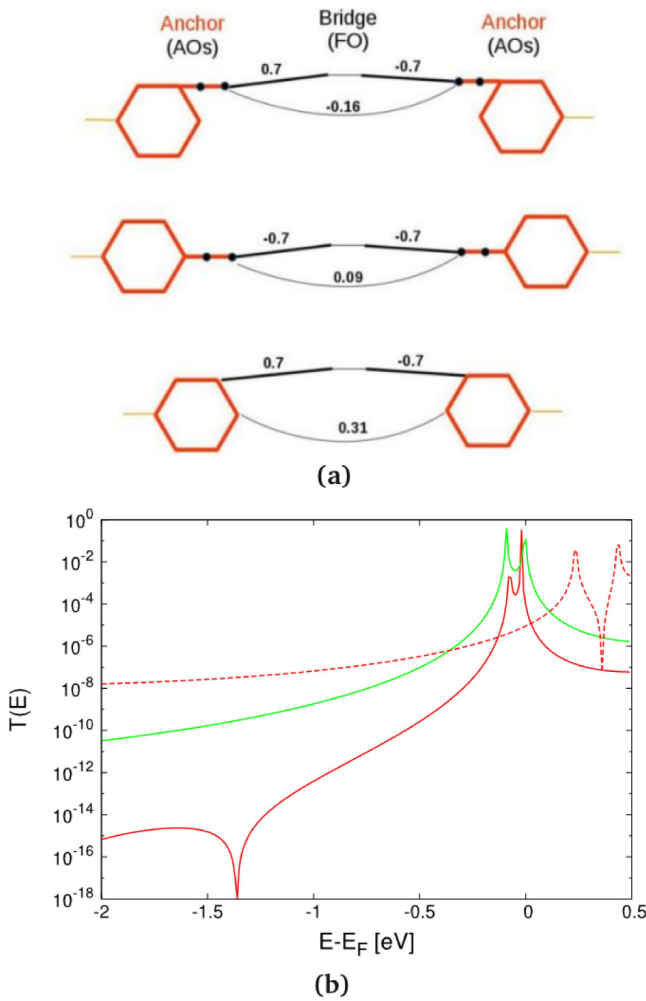 Anchor Bridge Anchor
(AOs) (FO) (AOs)
0.7 -0.7
-0.16
-0.7 -0.7
0.09
0.7 -0.7
0.31
(a)
10^0
10^-2
10^-4
10^-6
10^-8
10^-10
10^-12
10^-14
10^-16
10^-18
T(E)
-2 -1.5 -1 -0.5 0 0.5
E-E_F [eV]
(b)